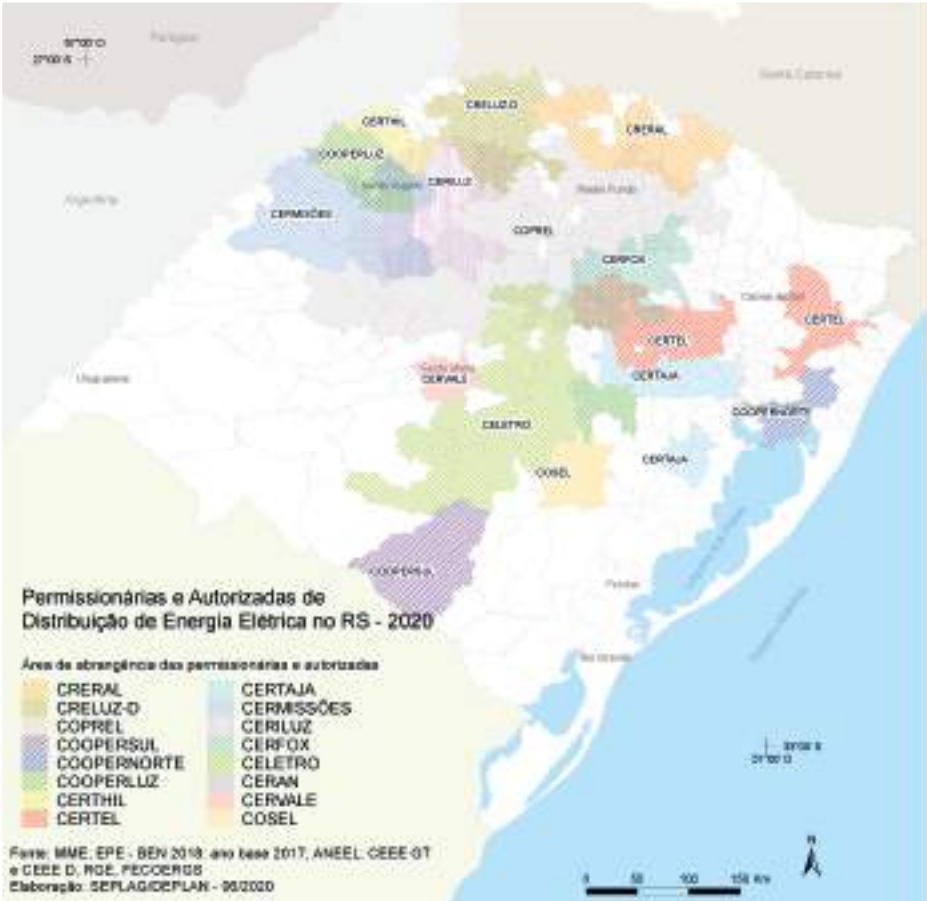 Paraguai
Santa Catarina
CRELUZ-D
CERTHIL
CRERAL
COOPERLUZ
CERILUZ
Passo Fundo
Argentina
CERMISSÕES
COPREL
CERFOX
Caxias do Sul
CERTEL
CERTEL
Santa Maria
CERVALE
CERTAJA
Uruguaiana
COOPERNORTE
CELETRO
CERTAJA
COSEL
COOPERSUL
Pelotas
Rio Grande
Permissionárias e Autorizadas de
Distribuição de Energia Elétrica no RS - 2020
Área de abrangência das permissionárias e autorizadas
CRERAL
CRELUZ-D
COPREL
COOPERSUL
COOPERNORTE
COOPERLUZ
CERTHIL
CERTEL
CERTAJA
CERMISSÕES
CERILUZ
CERFOX
CELETRO
CERAN
CERVALE
COSEL
Fonte: MME, EPE - BEN 2018: ano base 2017, ANEEL, CEEE GT
e CEEE D, RGE, FECOERGS
Elaboração: SEPLAG/DEPLAN - 06/2020
N
0 50 100 150 Km